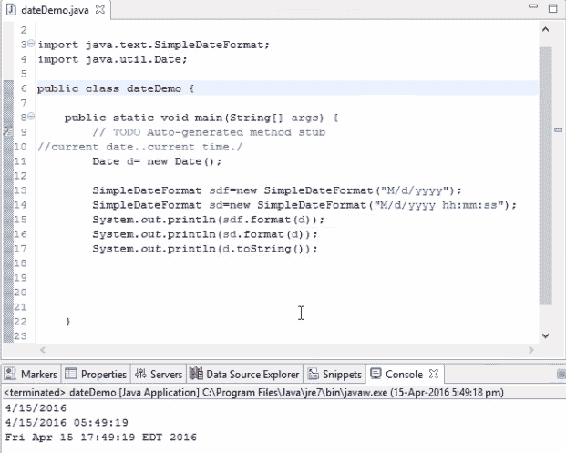 dateDemo.java
2
3 import java.text.SimpleDateFormat;
4 import java.util.Date;
5
6 public class dateDemo {
7
8 public static void main(String[] args) {
9 // TODO Auto-generated method stub
10 //current date..current time./
11 Date d= new Date();
12
13 SimpleDateFormat sdf=new SimpleDateFormat("M/d/yyyy");
14 SimpleDateFormat sd=new SimpleDateFormat("M/d/yyyy hh:mm:ss");
15 System.out.println(sdf.format(d));
16 System.out.println(sd.format(d));
17 System.out.println(d.toString());
18
19
20
21
22 }
23
Markers Properties Servers Data Source Explorer Snippets Console
<terminated> dateDemo [Java Application] C:\Program Files\Java\jre7\bin\javaw.exe (15-Apr-2016 5:49:18 pm)
4/15/2016
4/15/2016 05:49:19
Fri Apr 15 17:49:19 EDT 2016